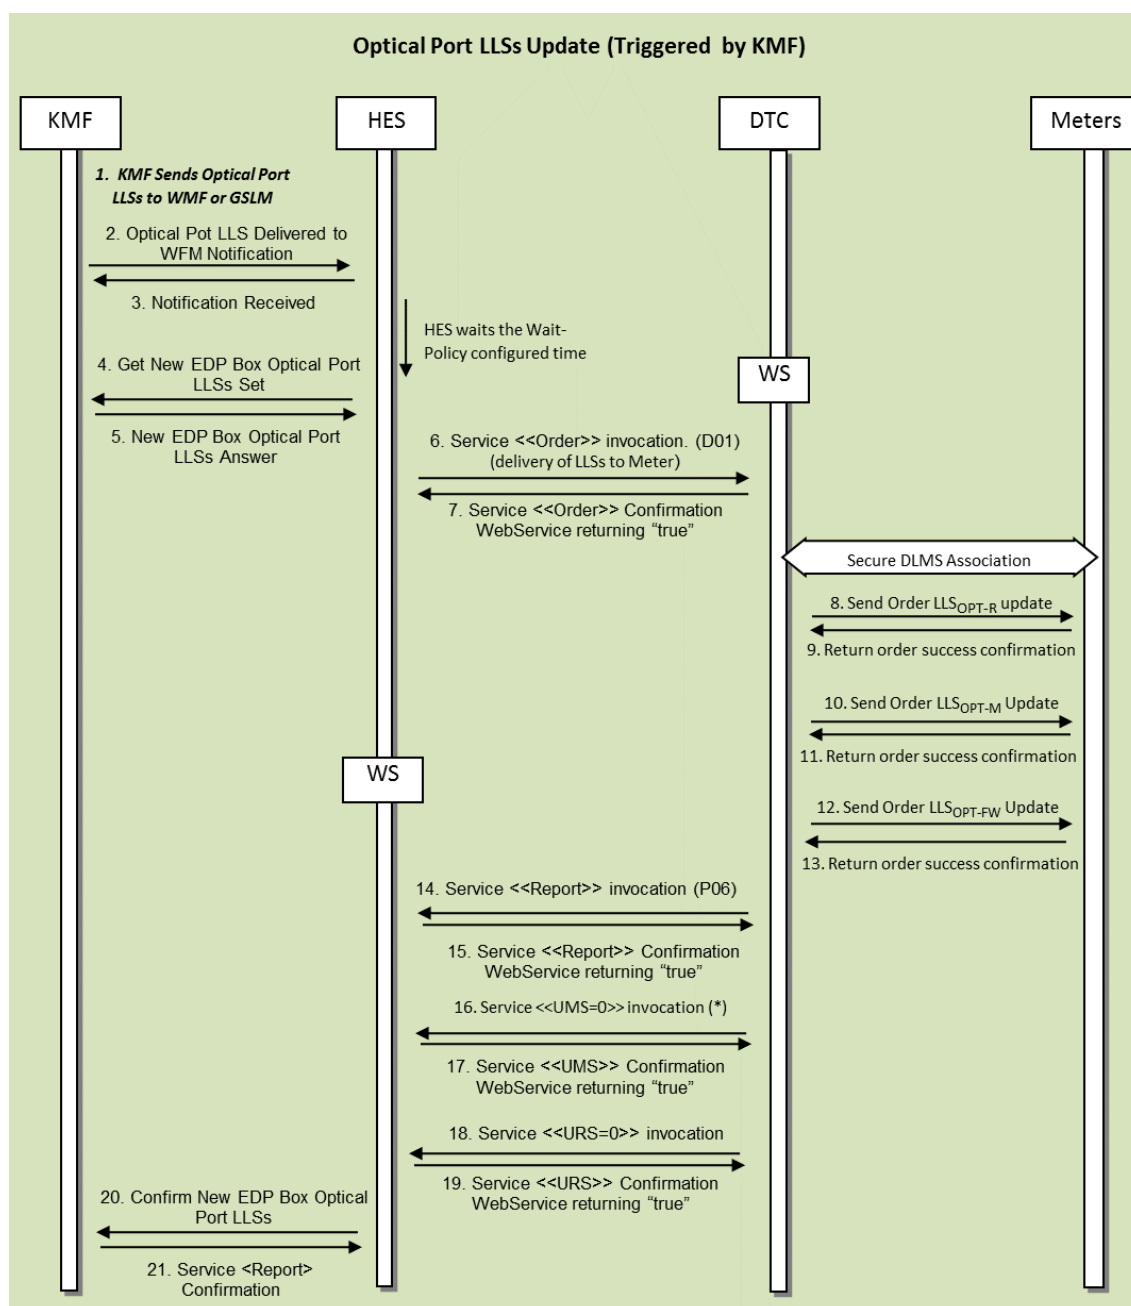 Optical Port LLSs Update (Triggered by KMF)
KMF
HES
DTC
Meters
1. KMF Sends Optical Port
LLSs to WMF or GSLM
2. Optical Pot LLS Delivered to
WFM Notification
3. Notification Received
HES waits the Wait-
Policy configured time
4. Get New EDP Box Optical Port
LLSs Set
WS
5. New EDP Box Optical Port
LLSs Answer
6. Service <<Order>> invocation. (D01)
(delivery of LLSs to Meter)
7. Service <<Order>> Confirmation
WebService returning “true”
Secure DLMS Association
8. Send Order LLSOPT-R update
9. Return order success confirmation
10. Send Order LLSOPT-M Update
11. Return order success confirmation
WS
12. Send Order LLSOPT-FW Update
13. Return order success confirmation
14. Service <<Report>> invocation (P06)
15. Service <<Report>> Confirmation
WebService returning “true”
16. Service <<UMS=0>> invocation (*)
17. Service <<UMS>> Confirmation
WebService returning “true”
18. Service <<URS=0>> invocation
19. Service <<URS>> Confirmation
WebService returning “true”
20. Confirm New EDP Box Optical
Port LLSs
21. Service <Report>
Confirmation